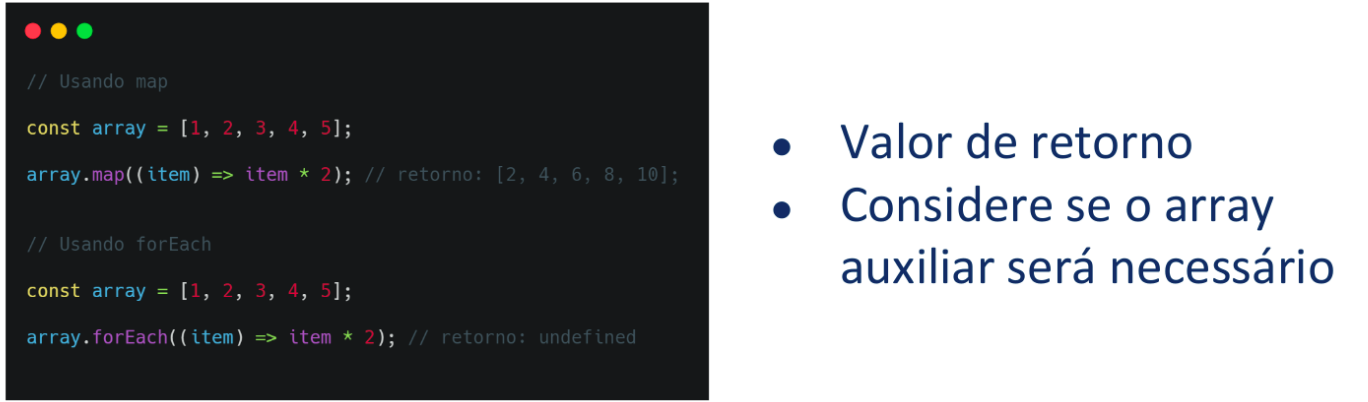 // Usando map
const array = [1, 2, 3, 4, 5];
array.map((item) => item * 2); // retorno: [2, 4, 6, 8, 10];
// Usando forEach
const array = [1, 2, 3, 4, 5];
array.forEach((item) => item * 2); // retorno: undefined
• Valor de retorno
• Considere se o array
auxiliar será necessário